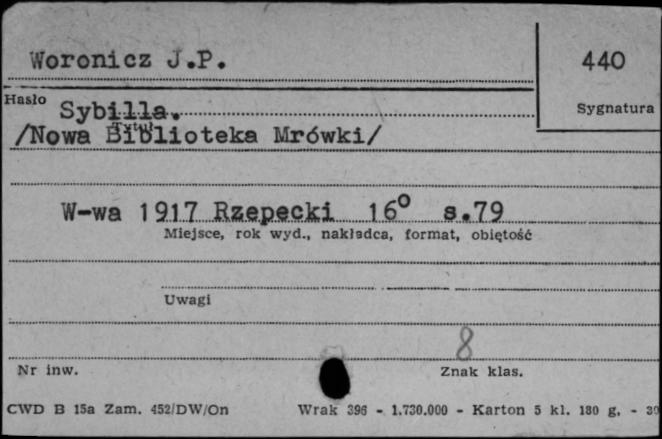 Woronicz J.P.
440
Hasło
Sybilla.
Sygnatura
Tytuł
/Nowa Biblioteka Mrówki/
W-wa 1917 Rzepecki 16° s.79
Miejsce, rok wyd., nakładca, format, objętość
Uwagi
8
Nr inw.
Znak klas.
CWD B 15a Zam. 452/DW/On Wrak 396 - 1.730.000 - Karton 5 kl. 180 g. - 30